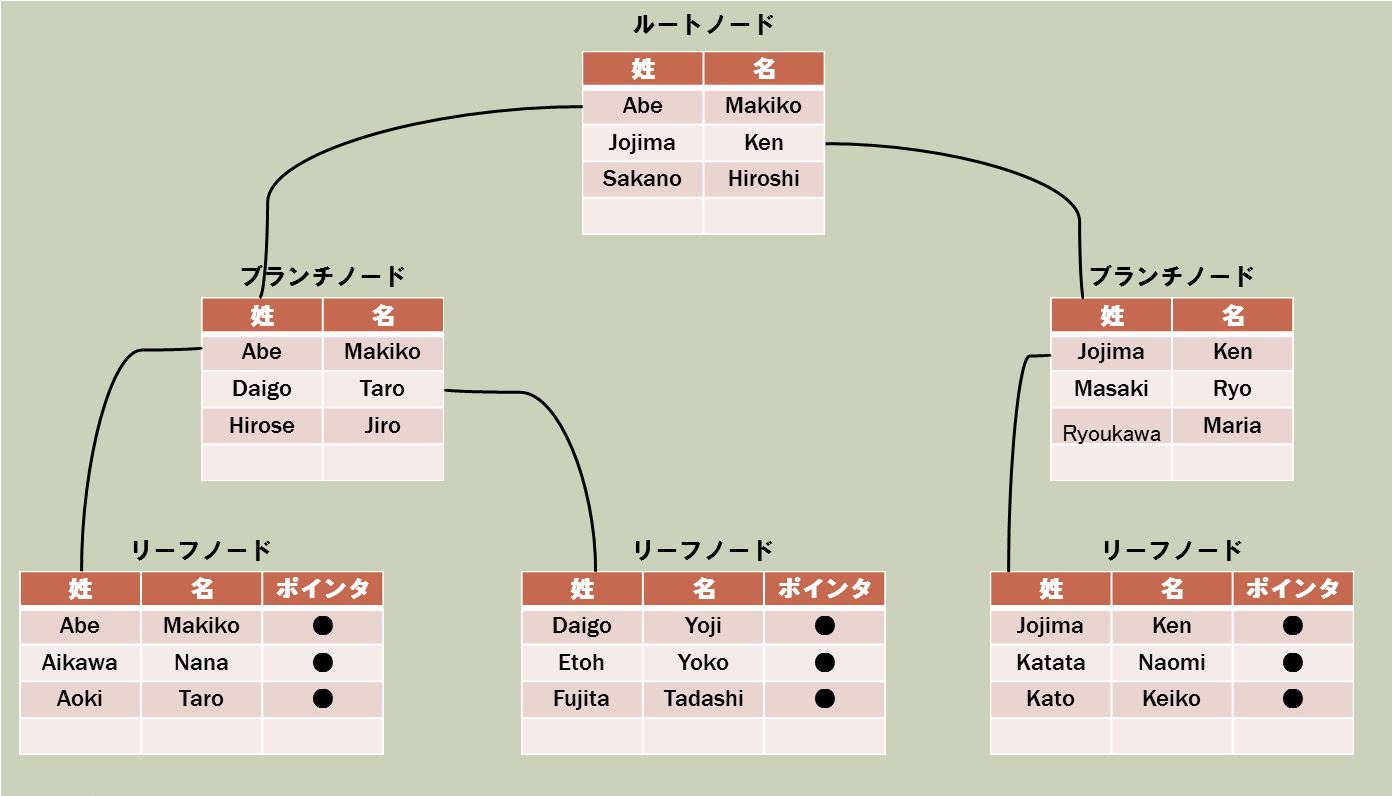 ルートノード
姓 名
Abe Makiko
Jojima Ken
Sakano Hiroshi
ブランチノード
姓 名
Abe Makiko
Daigo Taro
Hirose Jiro
ブランチノード
姓 名
Jojima Ken
Masaki Ryo
Ryoukawa Maria
リーフノード
姓 名 ポインタ
Abe Makiko ●
Aikawa Nana ●
Aoki Taro ●
リーフノード
姓 名 ポインタ
Daigo Yoji ●
Etoh Yoko ●
Fujita Tadashi ●
リーフノード
姓 名 ポインタ
Jojima Ken ●
Katata Naomi ●
Kato Keiko ●